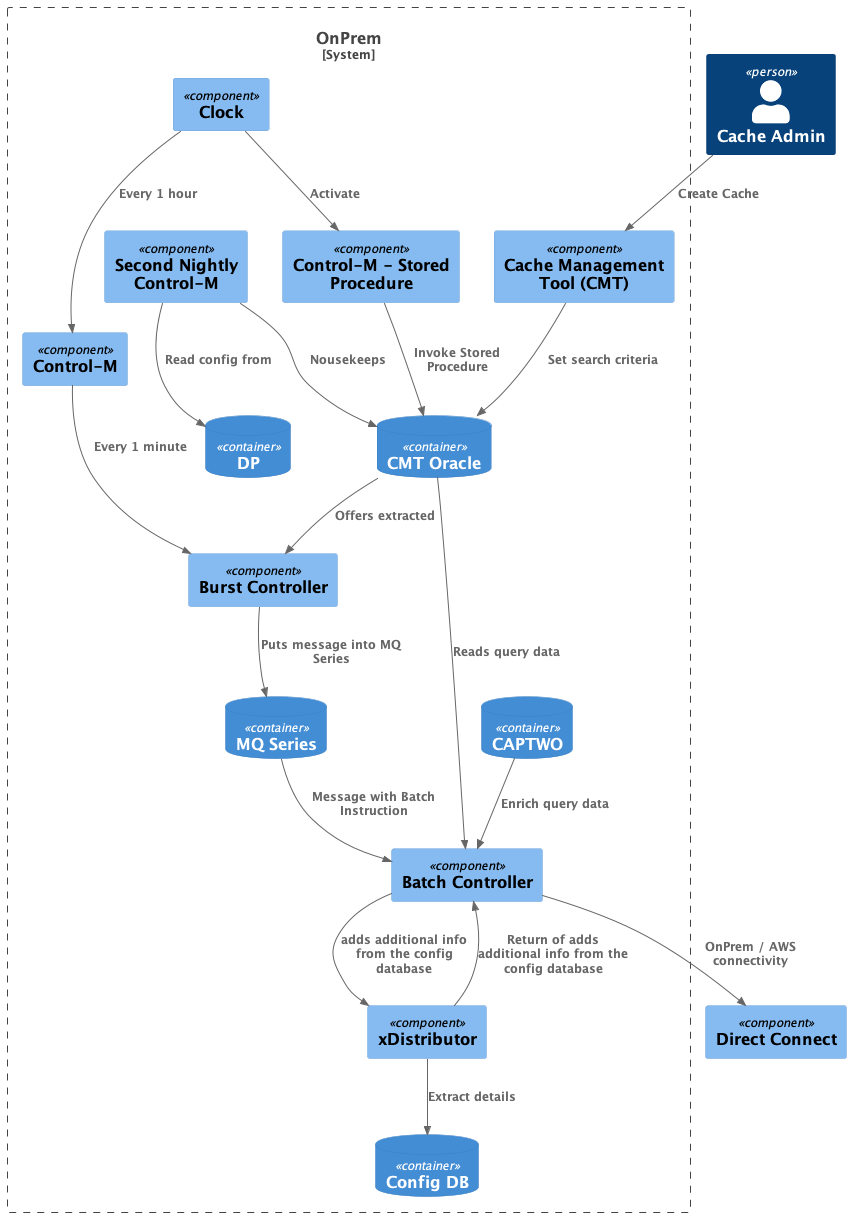 OnPrem
[System]
«person»
Cache Admin
«component»
Clock
Every 1 hour
Activate
Create Cache
«component»
Second Nightly
Control-M
«component»
Control-M - Stored
Procedure
«component»
Cache Management
Tool (CMT)
«component»
Control-M
Read config from
Nousekeeps
Invoke Stored
Procedure
Set search criteria
Every 1 minute
«container»
DP
«container»
CMT Oracle
Offers extracted
«component»
Burst Controller
Puts message into MQ
Series
Reads query data
«container»
MQ Series
«container»
CAPTWO
Message with Batch
Instruction
Enrich query data
«component»
Batch Controller
adds additional info
from the config
database
Return of adds
additional info from the
config database
OnPrem / AWS
connectivity
«component»
xDistributor
«component»
Direct Connect
Extract details
«container»
Config DB